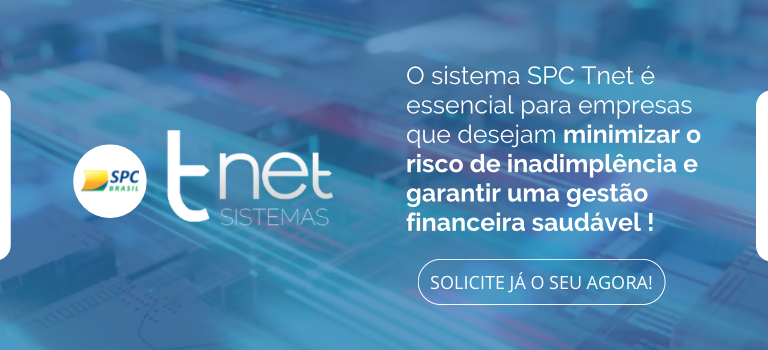 SPC
BRASIL
tnet
SISTEMAS
O sistema SPC Tnet é
essencial para empresas
que desejam minimizar o
risco de inadimplência e
garantir uma gestão
financeira saudável !
SOLICITE JÁ O SEU AGORA!